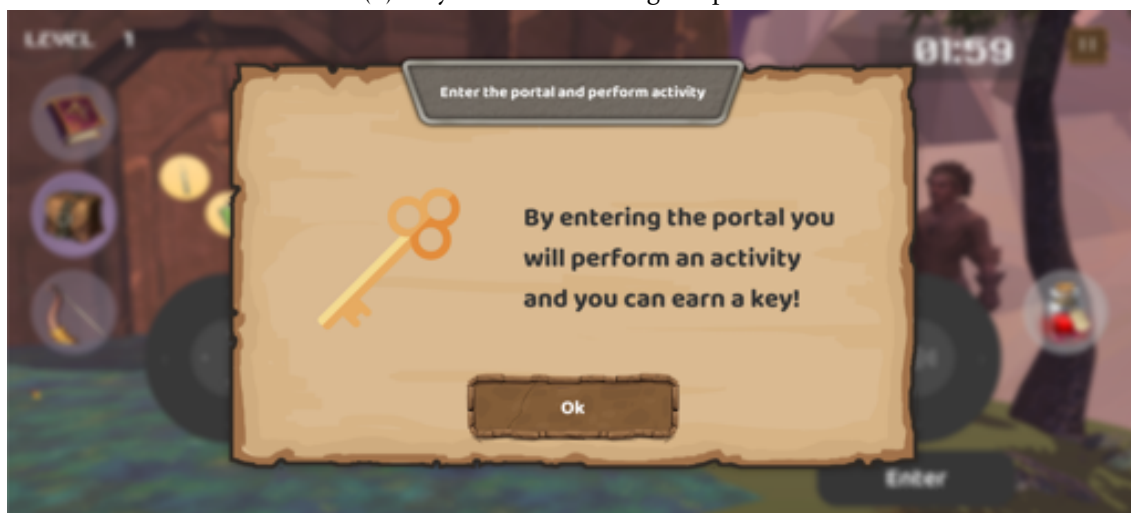 LEVEL 1
01:59
Enter the portal and perform activity
By entering the portal you
will perform an activity
and you can earn a key!
Ok
Enter